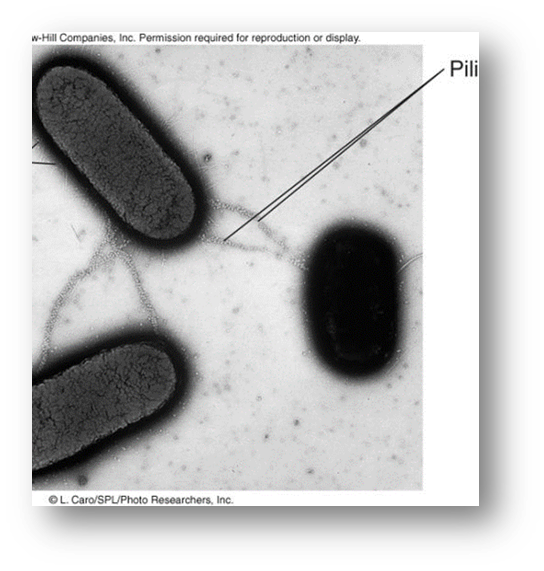 w-Hill Companies, Inc. Permission required for reproduction or display.
Pili
© L. Caro/SPL/Photo Researchers, Inc.